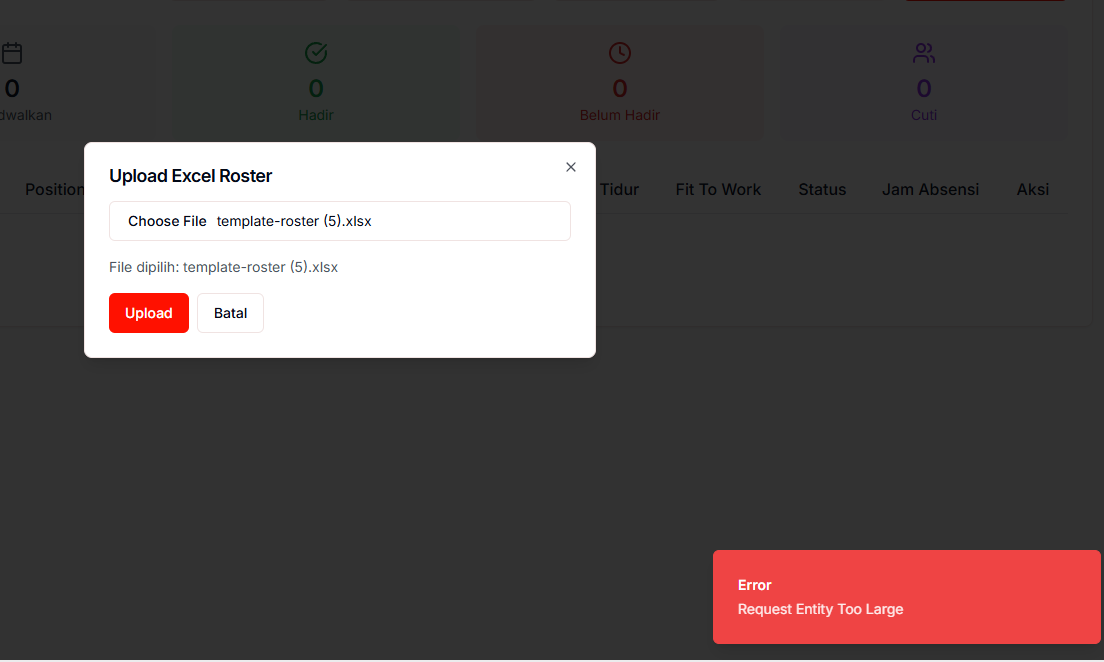 0
0
0
0
dwalkan
Hadir
Belum Hadir
Cuti
Upload Excel Roster
Position
Tidur
Fit To Work
Status
Jam Absensi
Aksi
Choose File template-roster (5).xlsx
File dipilih: template-roster (5).xlsx
Upload
Batal
Error
Request Entity Too Large